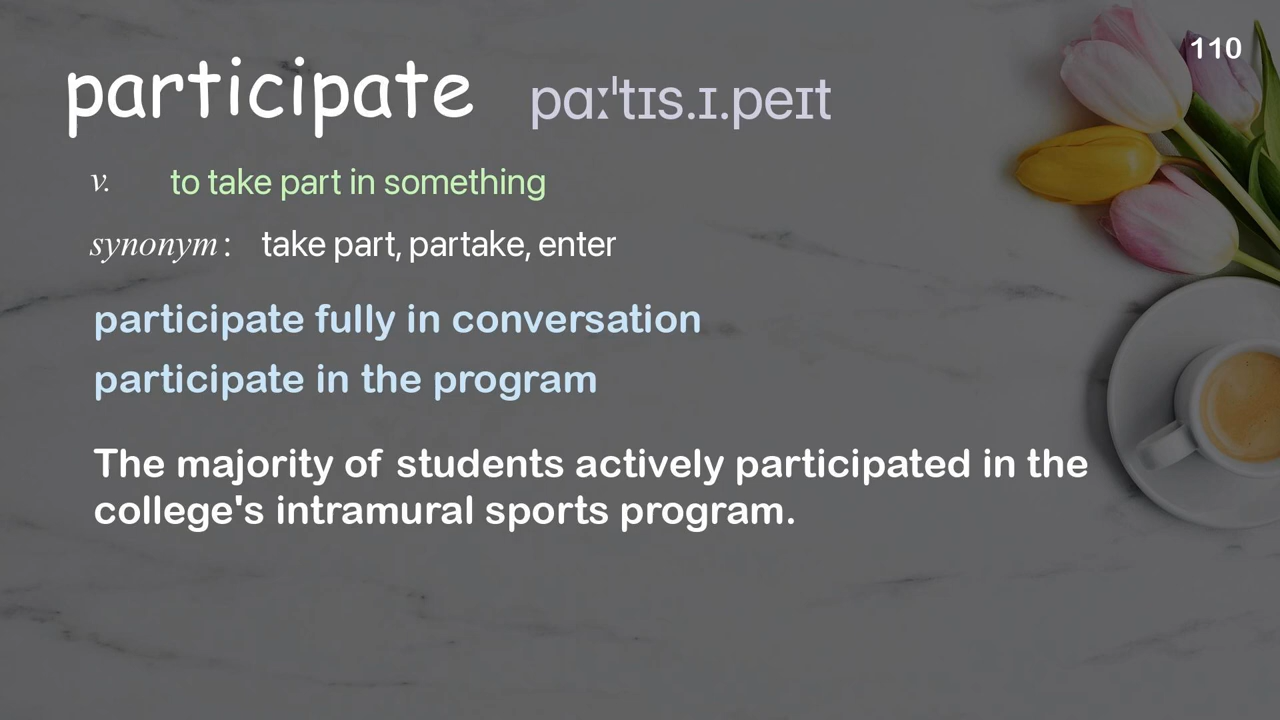 110
participate pɑːˈtɪs.ɪ.peɪt
v. to take part in something
synonym : take part, partake, enter
participate fully in conversation
participate in the program
The majority of students actively participated in the
college's intramural sports program.